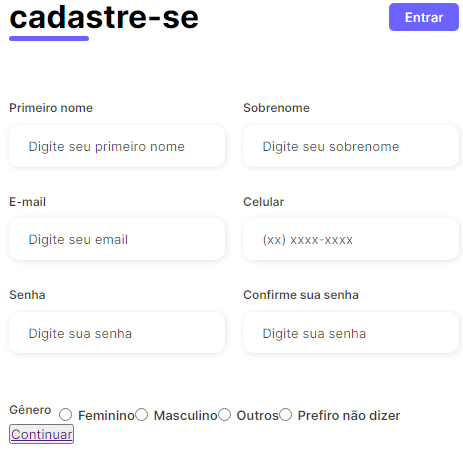 cadastre-se
Entrar
Primeiro nome
Sobrenome
Digite seu primeiro nome
Digite seu sobrenome
E-mail
Celular
Digite seu email
(xx) xxxx-xxxx
Senha
Confirme sua senha
Digite sua senha
Digite sua senha
Gênero
Feminino Masculino Outros Prefiro não dizer
Continuar